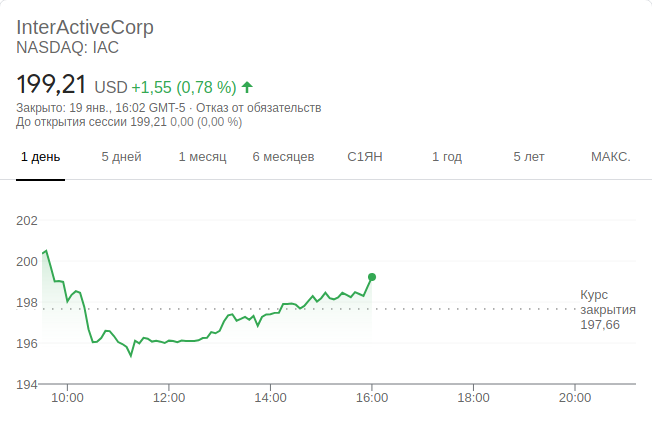 InterActiveCorp
NASDAQ: IAC
199,21 USD +1,55 (0,78 %)
Закрыто: 19 янв., 16:02 GMT-5 · Отказ от обязательств
До открытия сессии 199,21 0,00 (0,00 %)
1 день 5 дней 1 месяц 6 месяцев С1ЯН 1 год 5 лет МАКС.
202
200
198
Курс
закрытия
197,66
196
194
10:00 12:00 14:00 16:00 18:00 20:00